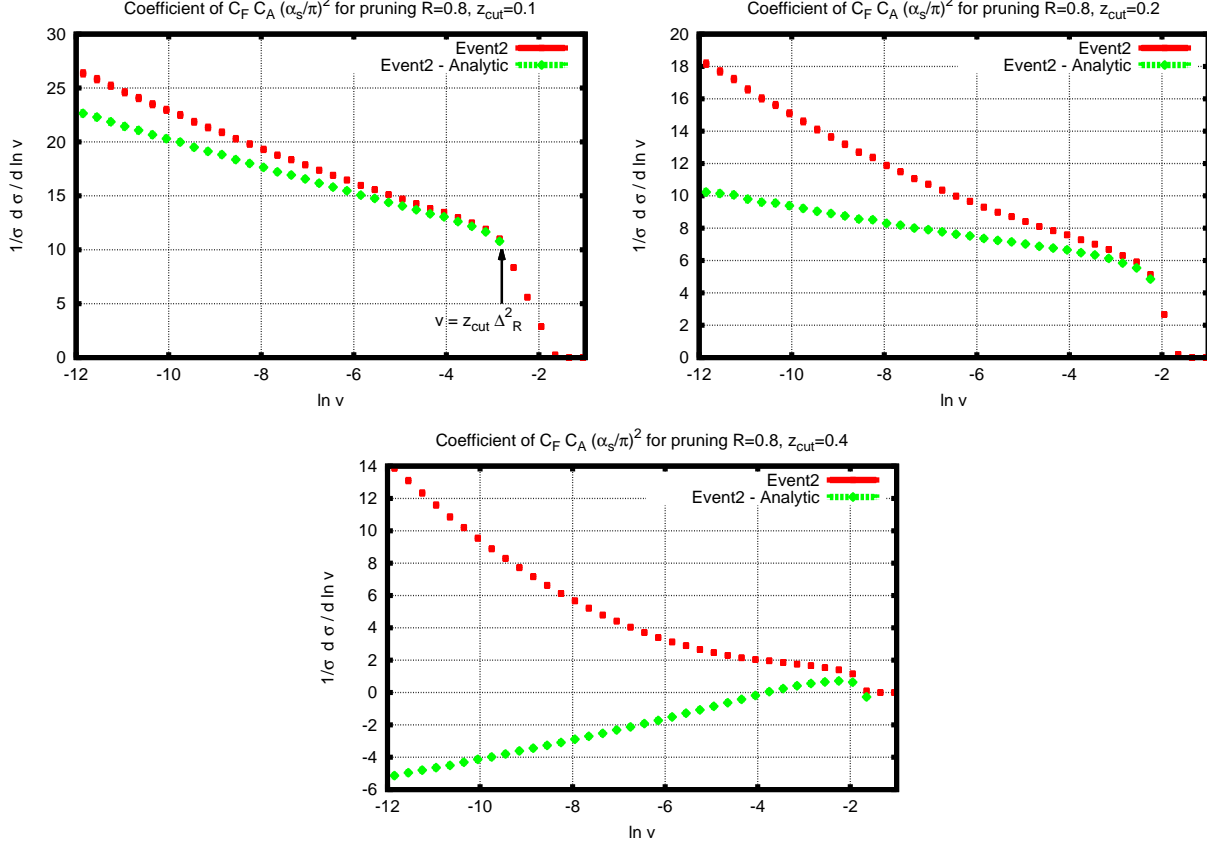 Coefficient of C_F C_A (α_s/π)^2 for pruning R=0.8, z_cut=0.1
30
25
20
15
10
5
0
1/σ d σ / d ln v
Event2
Event2 - Analytic
v = z_cut Δ^2_R
-12 -10 -8 -6 -4 -2
ln v
Coefficient of C_F C_A (α_s/π)^2 for pruning R=0.8, z_cut=0.2
20
18
16
14
12
10
8
6
4
2
0
1/σ d σ / d ln v
Event2
Event2 - Analytic
-12 -10 -8 -6 -4 -2
ln v
Coefficient of C_F C_A (α_s/π)^2 for pruning R=0.8, z_cut=0.4
14
12
10
8
6
4
2
0
-2
-4
-6
1/σ d σ / d ln v
Event2
Event2 - Analytic
-12 -10 -8 -6 -4 -2
ln v